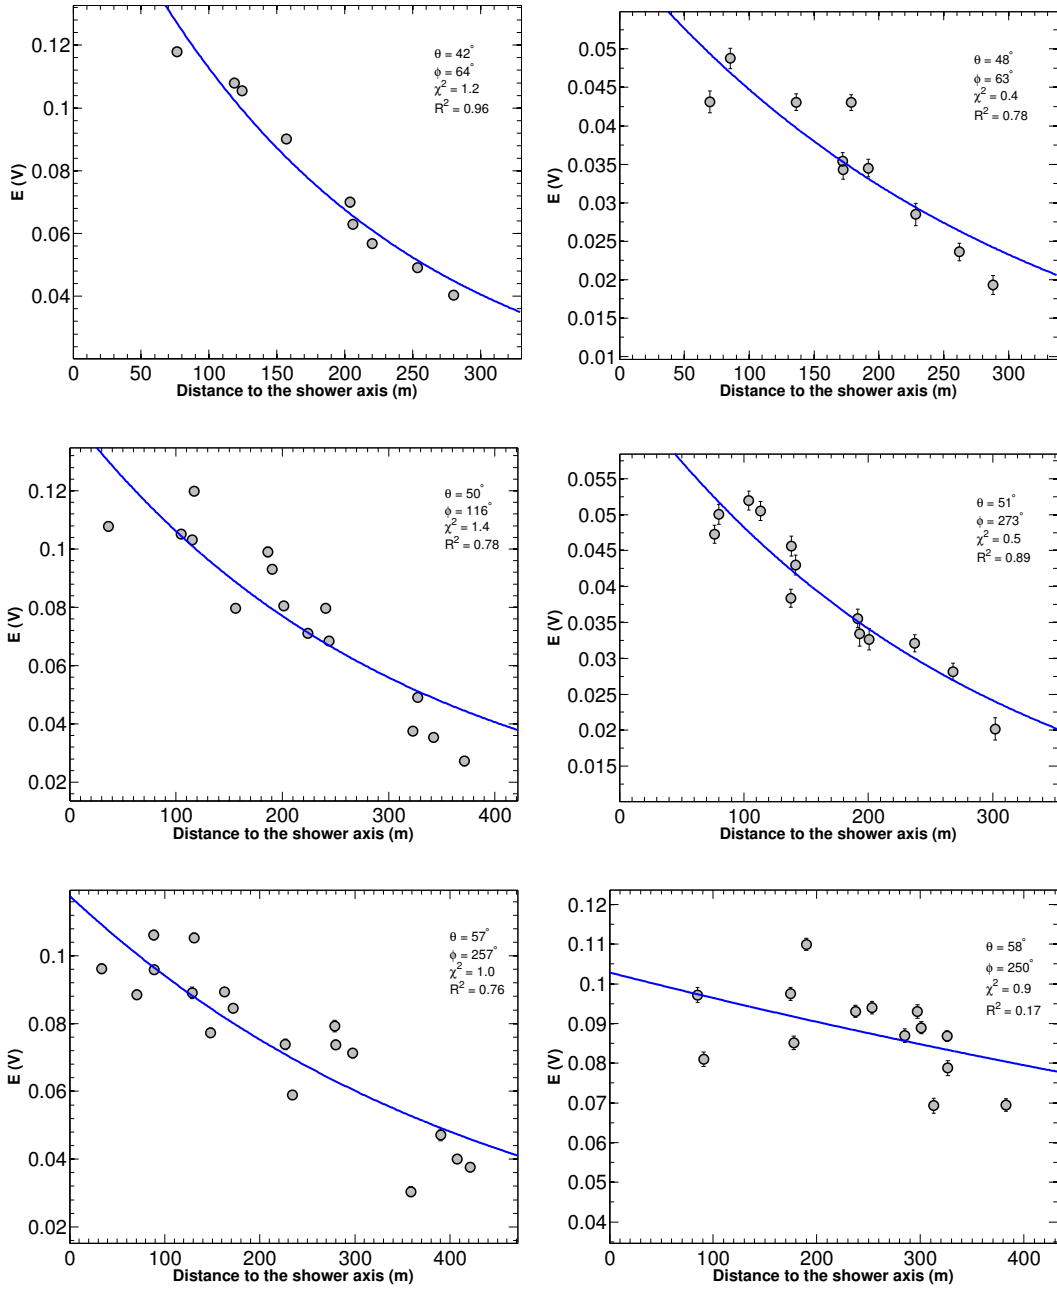 0.12
0.1
0.08
0.06
0.04
E (V)
θ = 42°
ϕ = 64°
χ² = 1.2
R² = 0.96
0 50 100 150 200 250 300
Distance to the shower axis (m)
0.05
0.045
0.04
0.035
0.03
0.025
0.02
0.015
0.01
E (V)
θ = 48°
ϕ = 63°
χ² = 0.4
R² = 0.78
0 50 100 150 200 250 300
Distance to the shower axis (m)
0.12
0.1
0.08
0.06
0.04
0.02
E (V)
θ = 50°
ϕ = 116°
χ² = 1.4
R² = 0.78
0 100 200 300 400
Distance to the shower axis (m)
0.055
0.05
0.045
0.04
0.035
0.03
0.025
0.02
0.015
E (V)
θ = 51°
ϕ = 273°
χ² = 0.5
R² = 0.89
0 100 200 300
Distance to the shower axis (m)
0.1
0.08
0.06
0.04
0.02
E (V)
θ = 57°
ϕ = 257°
χ² = 1.0
R² = 0.76
0 100 200 300 400
Distance to the shower axis (m)
0.12
0.11
0.1
0.09
0.08
0.07
0.06
0.05
0.04
E (V)
θ = 58°
ϕ = 250°
χ² = 0.9
R² = 0.17
0 100 200 300 400
Distance to the shower axis (m)